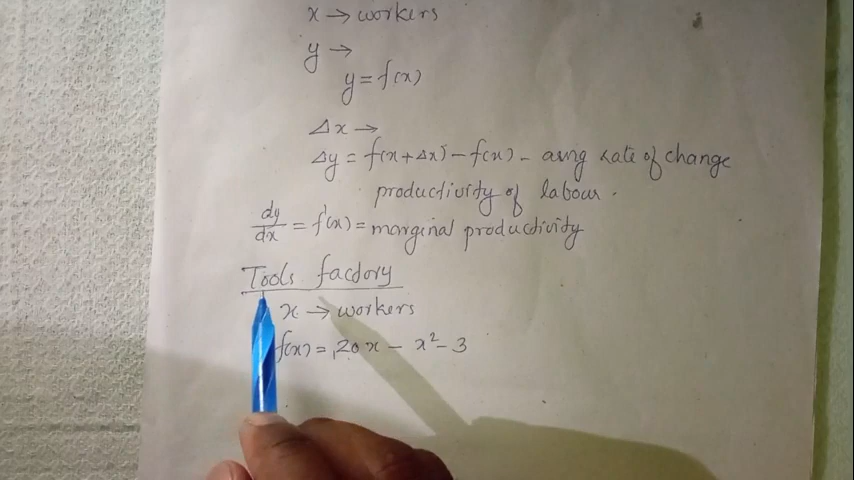 x → workers
y →
y = f(x)
Δx →
Δy = f(x+Δx) - f(x) - avrg rate of change
productivity of labour.
dy/dx = f'(x) = marginal productivity
Tools factory
x → workers
f(x) = 20x - x² - 3